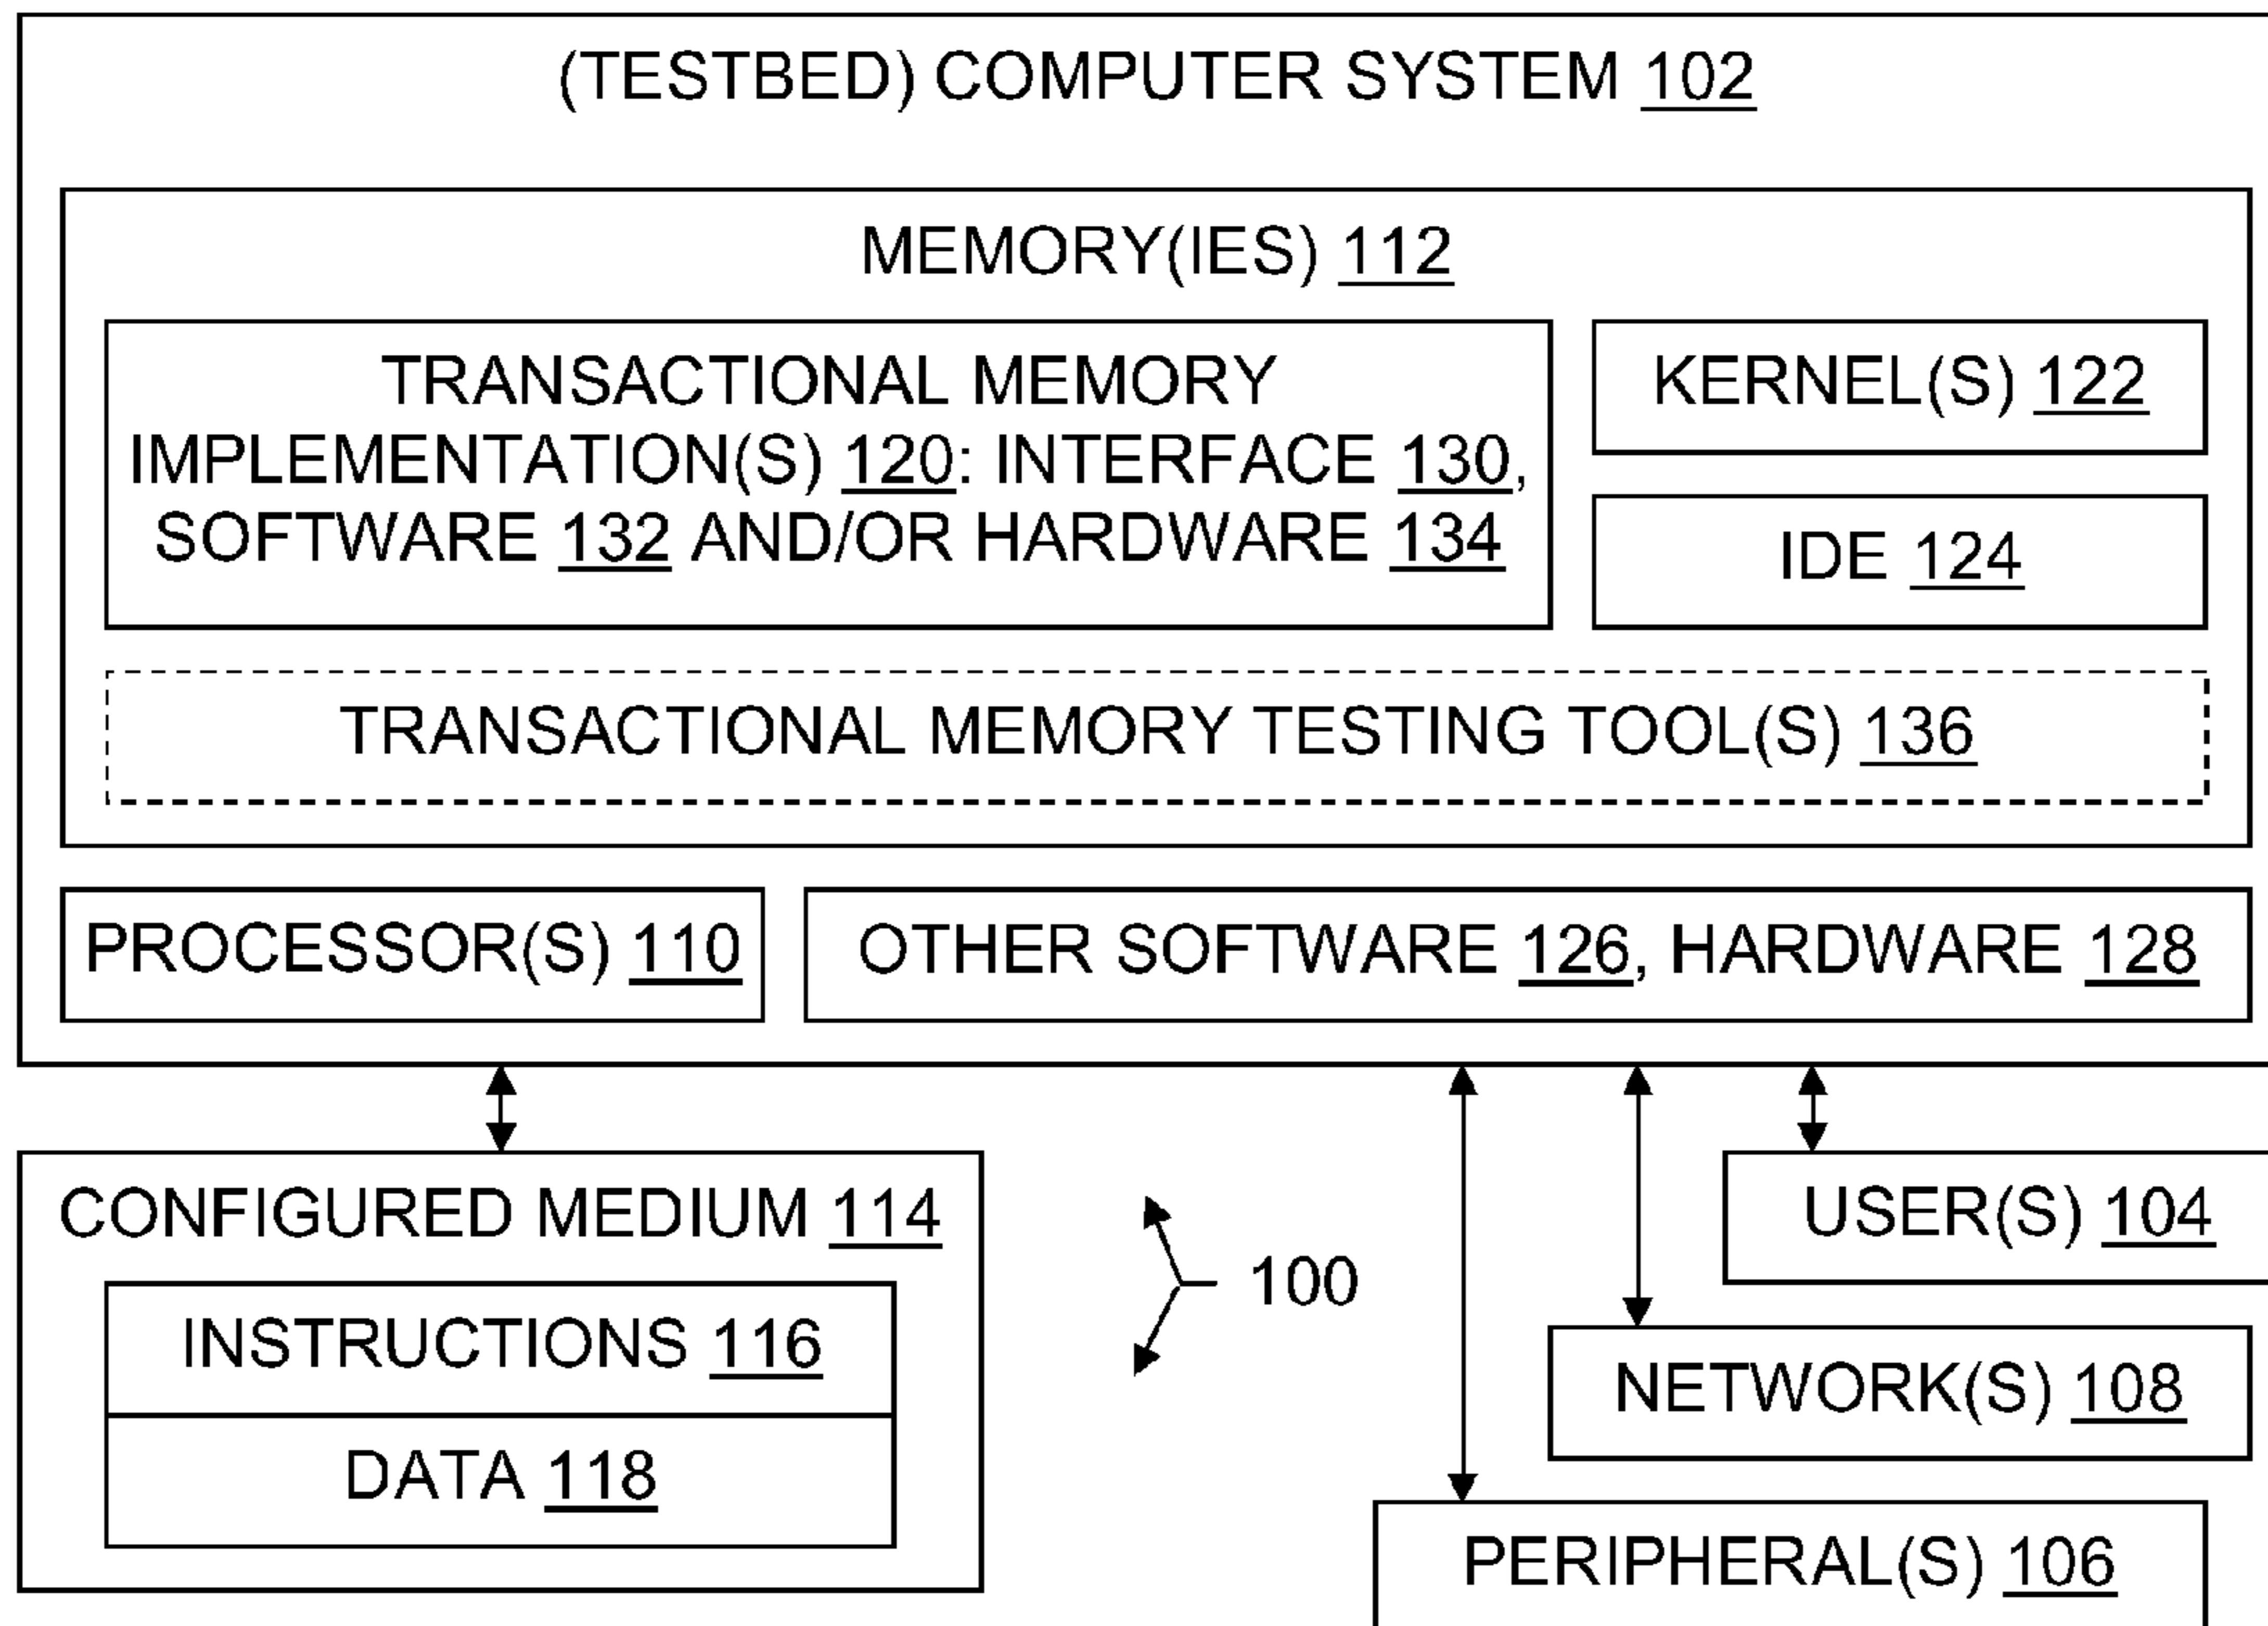 (TESTBED) COMPUTER SYSTEM 102
MEMORY(IES) 112
TRANSACTIONAL MEMORY
IMPLEMENTATION(S) 120: INTERFACE 130,
SOFTWARE 132 AND/OR HARDWARE 134
KERNEL(S) 122
IDE 124
TRANSACTIONAL MEMORY TESTING TOOL(S) 136
PROCESSOR(S) 110
OTHER SOFTWARE 126, HARDWARE 128
CONFIGURED MEDIUM 114
INSTRUCTIONS 116
DATA 118
100
USER(S) 104
NETWORK(S) 108
PERIPHERAL(S) 106